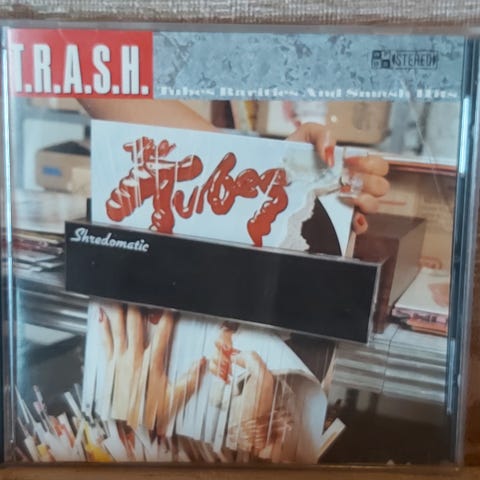 T.R.A.S.H.
Tubes Rarities And Smash Hits
STEREO
The Tubes
Shredomatic